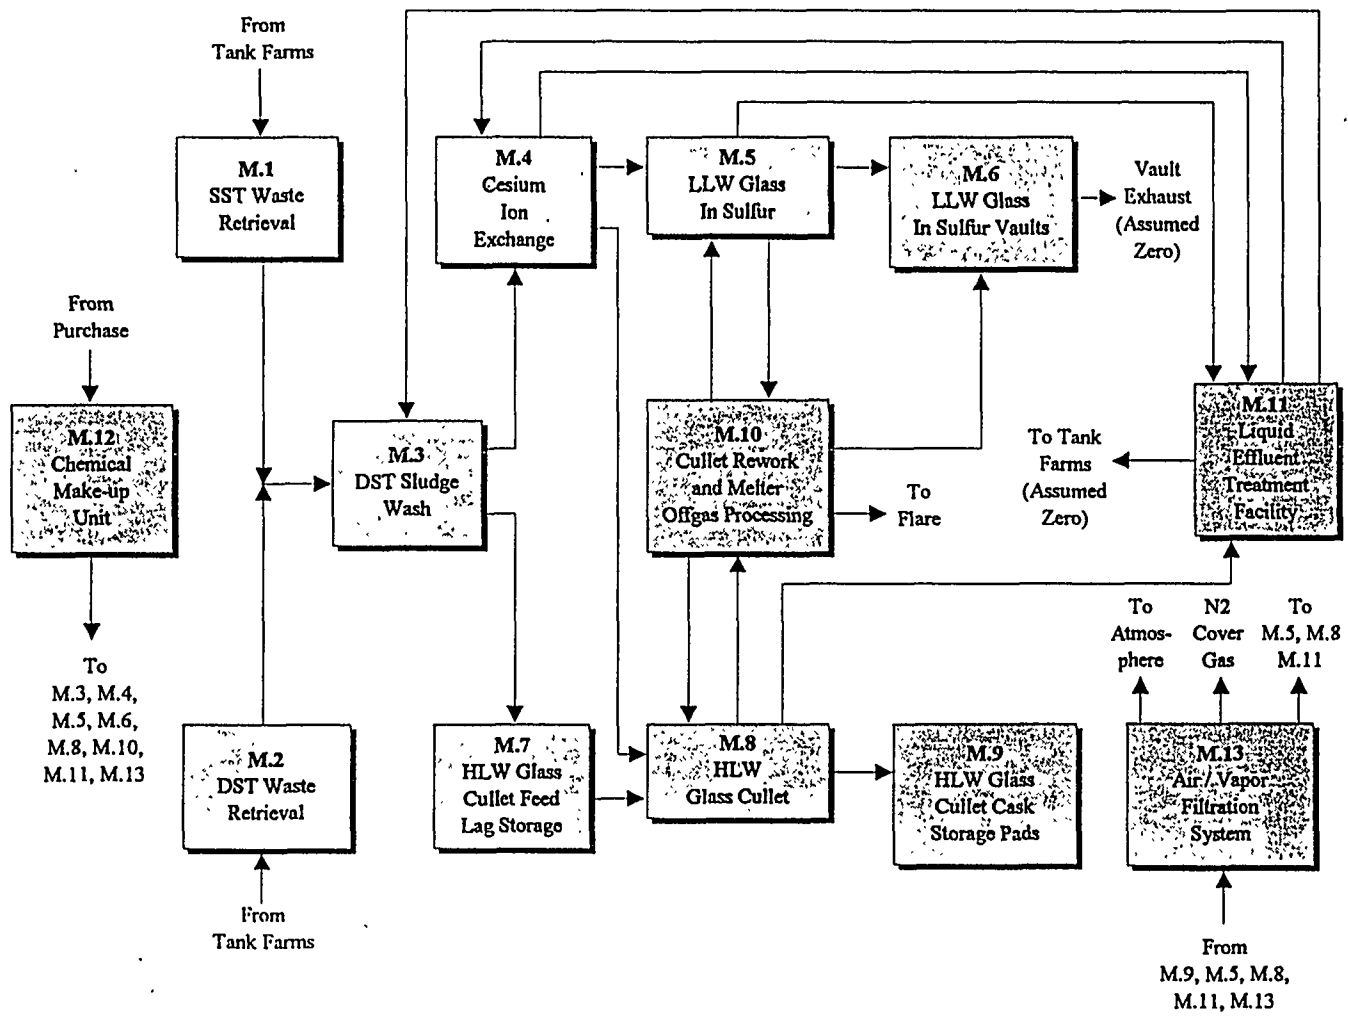 From
Tank Farms
M.1
SST Waste
Retrieval
M.4
Cesium
Ion
Exchange
M.5
LLW Glass
In Sulfur
M.6
LLW Glass
In Sulfur Vaults
Vault
Exhaust
(Assumed
Zero)
From
Purchase
M.12
Chemical
Make-up
Unit
M.3
DST Sludge
Wash
M.10
Cullet Rework
and Melter
Offgas Processing
To
Flare
To Tank
Farms
(Assumed
Zero)
M.11
Liquid
Effluent
Treatment
Facility
To
M.3, M.4,
M.5, M.6,
M.8, M.10,
M.11, M.13
M.2
DST Waste
Retrieval
From
Tank Farms
M.7
HLW Glass
Cullet Feed
Lag Storage
M.8
HLW
Glass Cullet
M.9
HLW Glass
Cullet Cask
Storage Pads
To
Atmos-
phere
N2
Cover
Gas
To
M.5, M.8
M.11
M.13
Air / Vapor
Filtration
System
From
M.9, M.5, M.8,
M.11, M.13